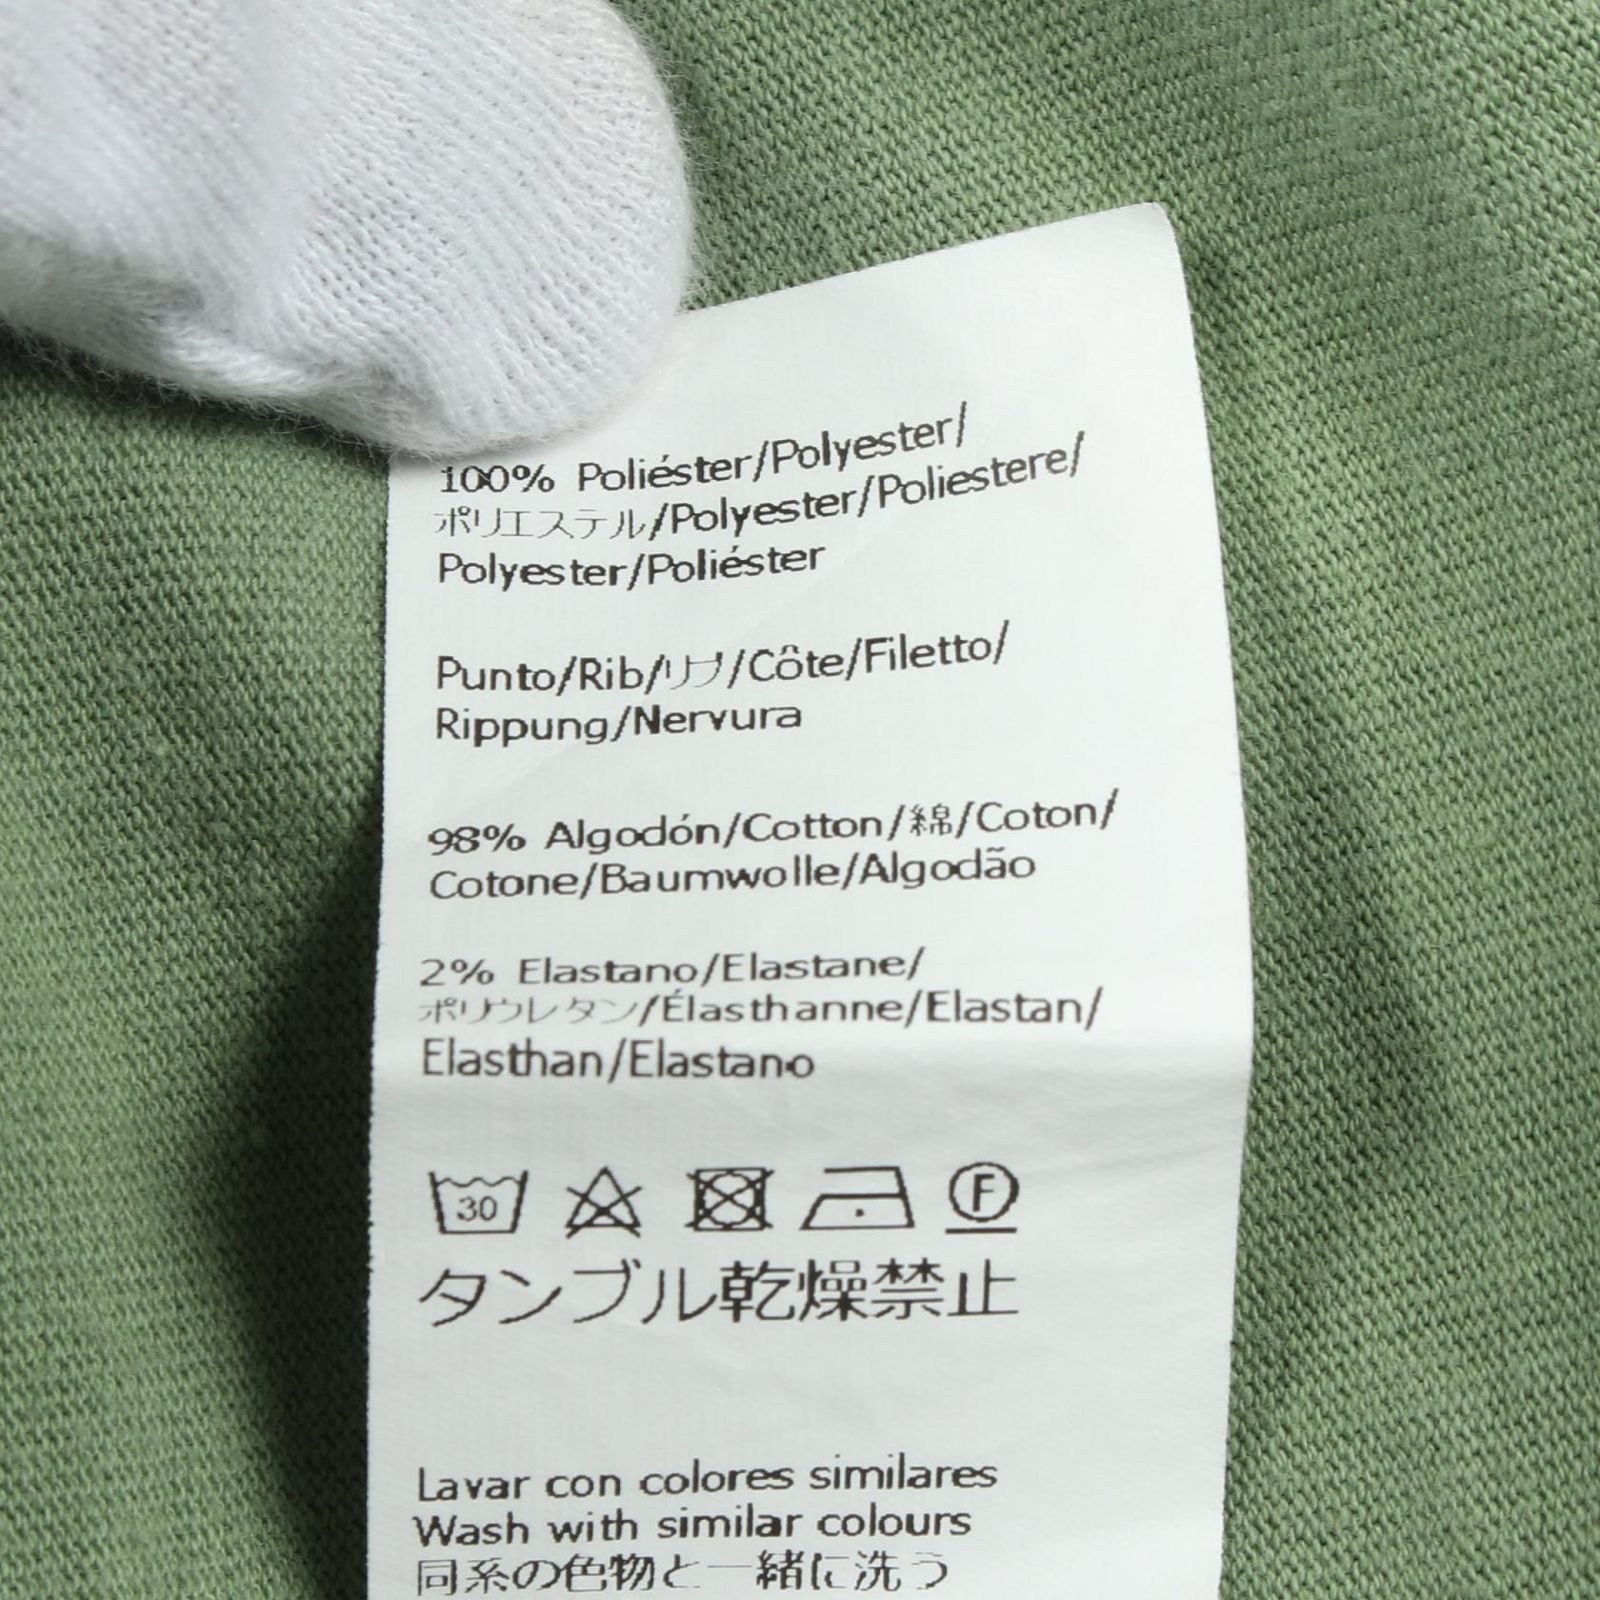 100% Poliéster/Polyester/
ポリエステル/Polyester/Poliestere/
Polyester/Poliéster
Punto/Rib/リブ/Côte/Filetto/
Rippung/Nervura
98% Algodón/Cotton/綿/Coton/
Cotone/Baumwolle/Algodão
2% Elastano/Elastane/
ポリウレタン/Élasthanne/Elastan/
Elasthan/Elastano
30 F
タンブル乾燥禁止
Lavar con colores similares
Wash with similar colours
同系の色物と一緒に洗う